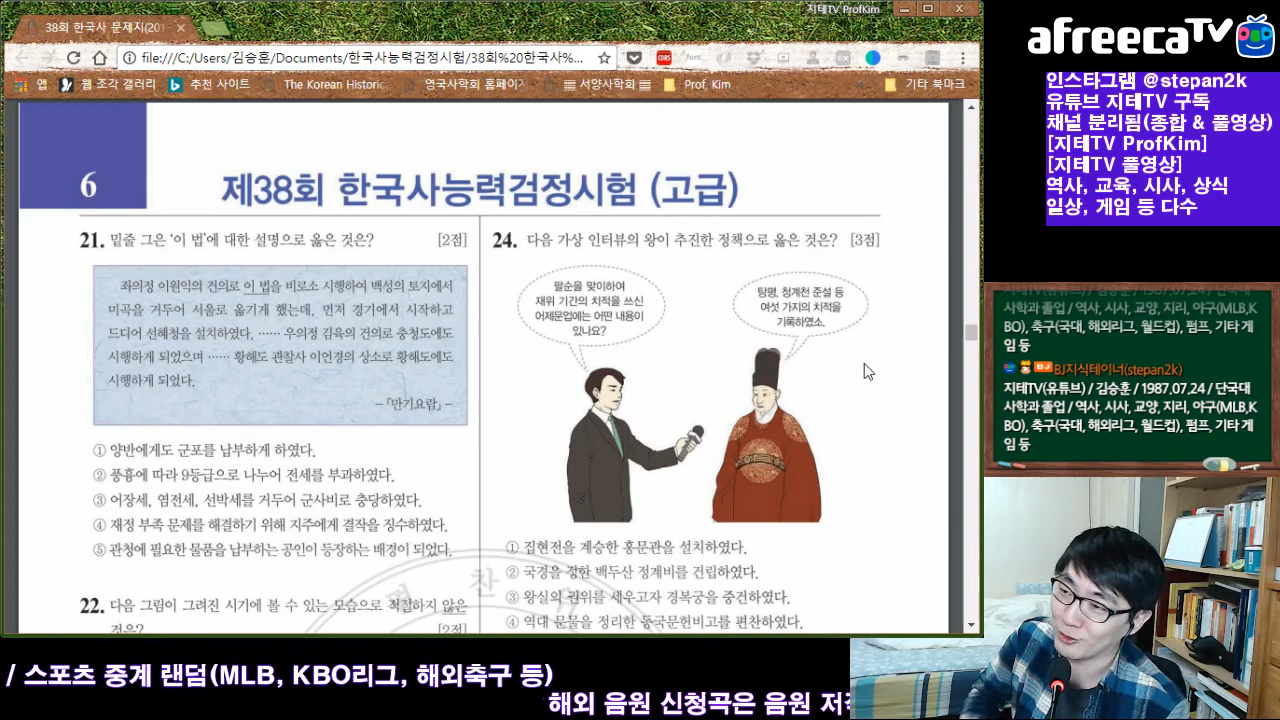 지테TV ProfKim
38회 한국사 문제지(201
file:///C:/Users/김승훈/Documents/한국사능력검정시험/38회%20한국사%...
앱 웹 조각 갤러리 추천 사이트 The Korean Historic 영국사학회 홈페이지 서양사학회 Prof. Kim 기타 북마크
6
제38회 한국사능력검정시험 (고급)
21. 밑줄 그은 '이 법'에 대한 설명으로 옳은 것은? [2점]
좌의정 이원익의 건의로 이 법을 비로소 시행하여 백성의 토지에서
미곡을 거두어 서울로 옮기게 했는데, 먼저 경기에서 시작하고
드디어 선혜청을 설치하였다. …… 우의정 김육의 건의로 충청도에도
시행하게 되었으며 …… 황해도 관찰사 이언경의 상소로 황해도에도
시행하게 되었다.
-『만기요람』-
① 양반에게도 군포를 납부하게 하였다.
② 풍흉에 따라 9등급으로 나누어 전세를 부과하였다.
③ 어장세, 염전세, 선박세를 거두어 군사비로 충당하였다.
④ 재정 부족 문제를 해결하기 위해 지주에게 결작을 징수하였다.
⑤ 관청에 필요한 물품을 납부하는 공인이 등장하는 배경이 되었다.
22. 다음 그림이 그려진 시기에 볼 수 있는 모습으로 적절하지 않은
것은? [2점]
24. 다음 가상 인터뷰의 왕이 추진한 정책으로 옳은 것은? [3점]
팔순을 맞이하여
재위 기간의 치적을 쓰신
어제문업에는 어떤 내용이
있나요?
탕평, 청계천 준설 등
여섯 가지의 치적을
기록하였소.
① 집현전을 계승한 홍문관을 설치하였다.
② 국경을 정한 백두산 정계비를 건립하였다.
③ 왕실의 권위를 세우고자 경복궁을 중건하였다.
④ 역대 문물을 정리한 동국문헌비고를 편찬하였다.
afreecaTV
인스타그램 @stepan2k
유튜브 지테TV 구독
채널 분리됨(종합 & 풀영상)
[지테TV ProfKim]
[지테TV 풀영상]
역사, 교육, 시사, 상식
일상, 게임 등 다수
지테TV(유튜브) / 김승훈 / 1987.07.24 / 단국대
사학과 졸업 / 역사, 시사, 교양, 지리, 야구(MLB,K
BO), 축구(국대, 해외리그, 월드컵), 펌프, 기타 게
임 등
BJ지식테이너(stepan2k)
지테TV(유튜브) / 김승훈 / 1987.07.24 / 단국대
사학과 졸업 / 역사, 시사, 교양, 지리, 야구(MLB,K
BO), 축구(국대, 해외리그, 월드컵), 펌프, 기타 게
임 등
/ 스포츠 중계 랜덤(MLB, KBO리그, 해외축구 등)
해외 음원 신청곡은 음원 저작